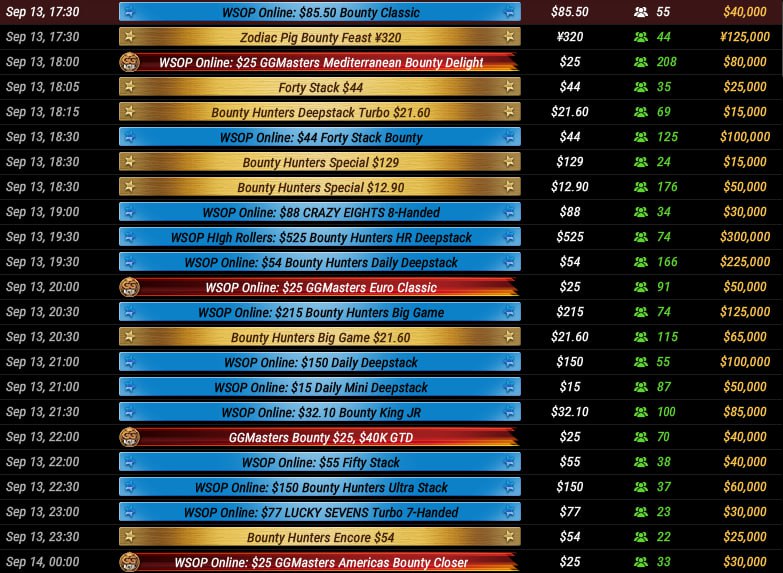 Sep 13, 17:30 WSOP Online: $85.50 Bounty Classic $85.50 55 $40,000
Sep 13, 17:30 Zodiac Pig Bounty Feast ¥320 ¥320 44 ¥125,000
Sep 13, 18:00 WSOP Online: $25 GGMasters Mediterranean Bounty Delight $25 208 $80,000
Sep 13, 18:05 Forty Stack $44 $44 35 $25,000
Sep 13, 18:15 Bounty Hunters Deepstack Turbo $21.60 $21.60 69 $15,000
Sep 13, 18:30 WSOP Online: $44 Forty Stack Bounty $44 125 $100,000
Sep 13, 18:30 Bounty Hunters Special $129 $129 24 $15,000
Sep 13, 18:30 Bounty Hunters Special $12.90 $12.90 176 $50,000
Sep 13, 19:00 WSOP Online: $88 CRAZY EIGHTS 8-Handed $88 34 $30,000
Sep 13, 19:30 WSOP High Rollers: $525 Bounty Hunters HR Deepstack $525 74 $300,000
Sep 13, 19:30 WSOP Online: $54 Bounty Hunters Daily Deepstack $54 166 $225,000
Sep 13, 20:00 WSOP Online: $25 GGMasters Euro Classic $25 91 $50,000
Sep 13, 20:30 WSOP Online: $215 Bounty Hunters Big Game $215 74 $125,000
Sep 13, 20:30 Bounty Hunters Big Game $21.60 $21.60 115 $65,000
Sep 13, 21:00 WSOP Online: $150 Daily Deepstack $150 55 $100,000
Sep 13, 21:00 WSOP Online: $15 Daily Mini Deepstack $15 87 $50,000
Sep 13, 21:30 WSOP Online: $32.10 Bounty King JR $32.10 100 $85,000
Sep 13, 22:00 GGMasters Bounty $25, $40K GTD $25 70 $40,000
Sep 13, 22:00 WSOP Online: $55 Fifty Stack $55 38 $40,000
Sep 13, 22:30 WSOP Online: $150 Bounty Hunters Ultra Stack $150 37 $60,000
Sep 13, 23:00 WSOP Online: $77 LUCKY SEVENS Turbo 7-Handed $77 23 $30,000
Sep 13, 23:30 Bounty Hunters Encore $54 $54 22 $25,000
Sep 14, 00:00 WSOP Online: $25 GGMasters Americas Bounty Closer $25 33 $30,000